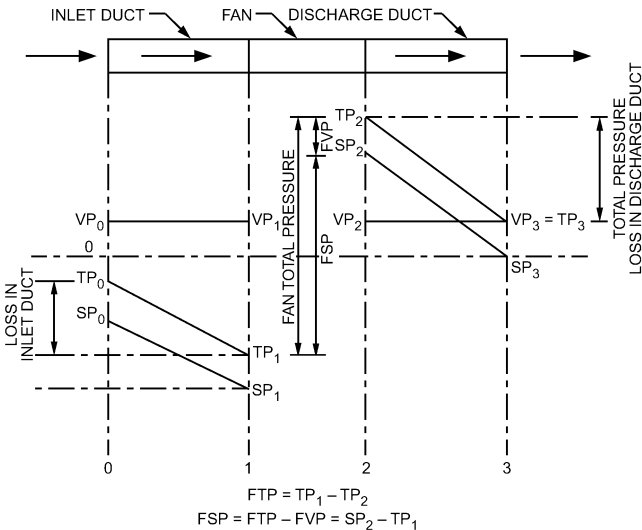 INLET DUCT
FAN
DISCHARGE DUCT
TP2
SP2
FVP
FAN TOTAL PRESSURE
FSP
TOTAL PRESSURE
LOSS IN DISCHARGE DUCT
VP0
VP1
VP2
VP3 = TP3
0
SP3
TP0
SP0
LOSS IN
INLET DUCT
TP1
SP1
0
1
2
3
FTP = TP1 – TP2
FSP = FTP – FVP = SP2 – TP1